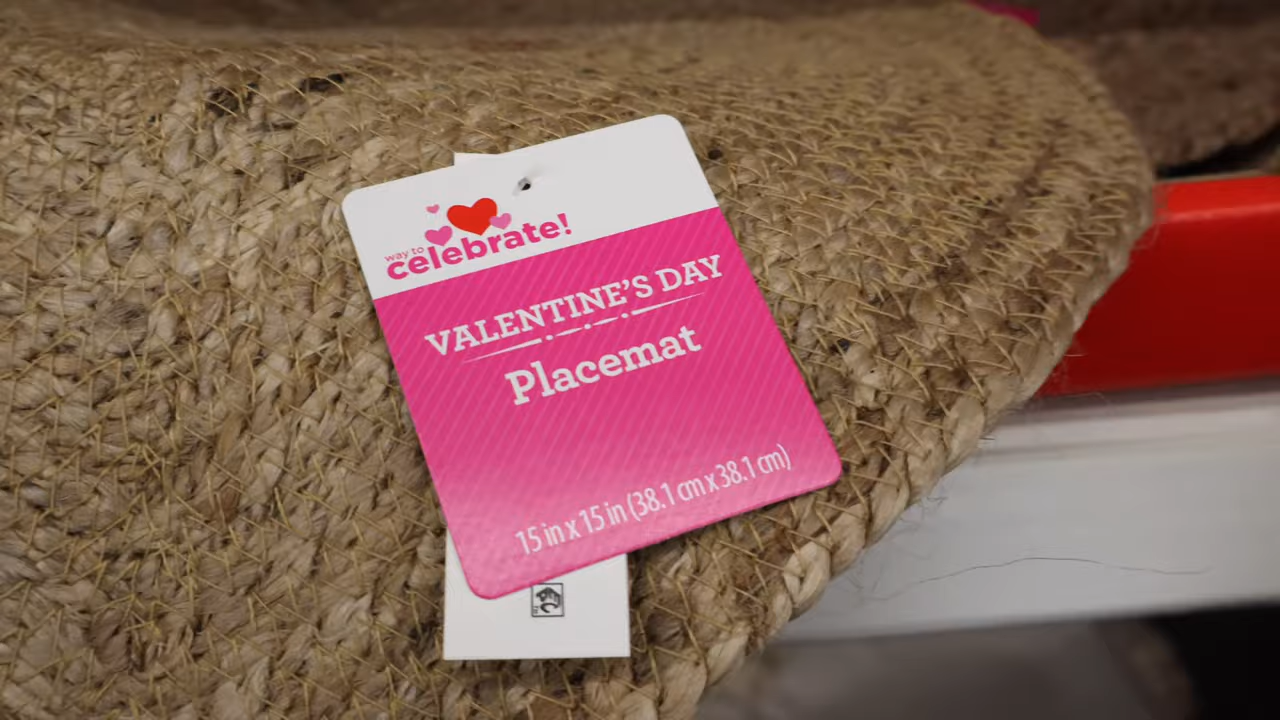 way to
celebrate!
VALENTINE'S DAY
Placemat
15 in x 15 in (38.1 cm x 38.1 cm)